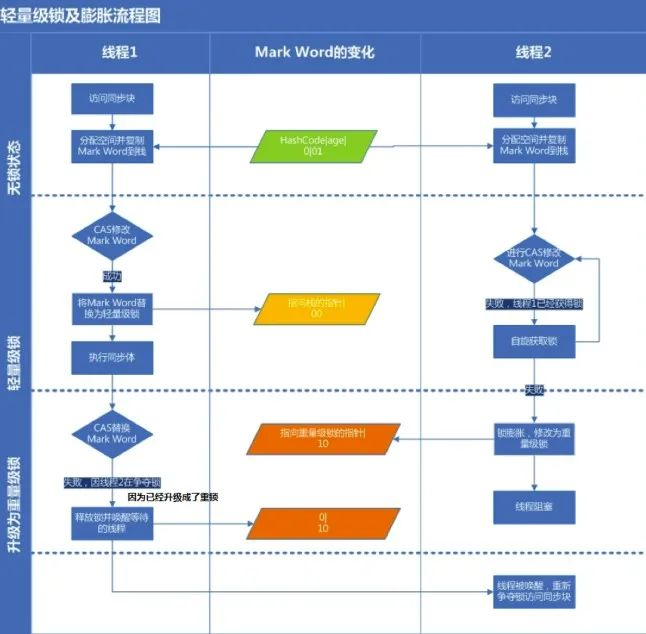 轻量级锁及膨胀流程图
线程1
Mark Word的变化
线程2
无锁状态
访问同步块
访问同步块
分配空间并复制
Mark Word到栈
HashCode|age|
0|01
分配空间并复制
Mark Word到栈
轻量级锁
CAS修改
Mark Word
进行CAS修改
Mark Word
成功
将Mark Word替
换为轻量级锁
指向栈的指针|
00
失败，线程1已经获得锁
执行同步体
自旋获取锁
失败
升级为重量级锁
CAS替换
Mark Word
指向重量级锁的指针|
10
锁膨胀，修改为重
量级锁
失败，因线程2在争夺锁
因为已经升级成了重锁
释放锁并唤醒等待
的线程
0|
10
线程阻塞
线程被唤醒，重新
争夺锁访问同步块